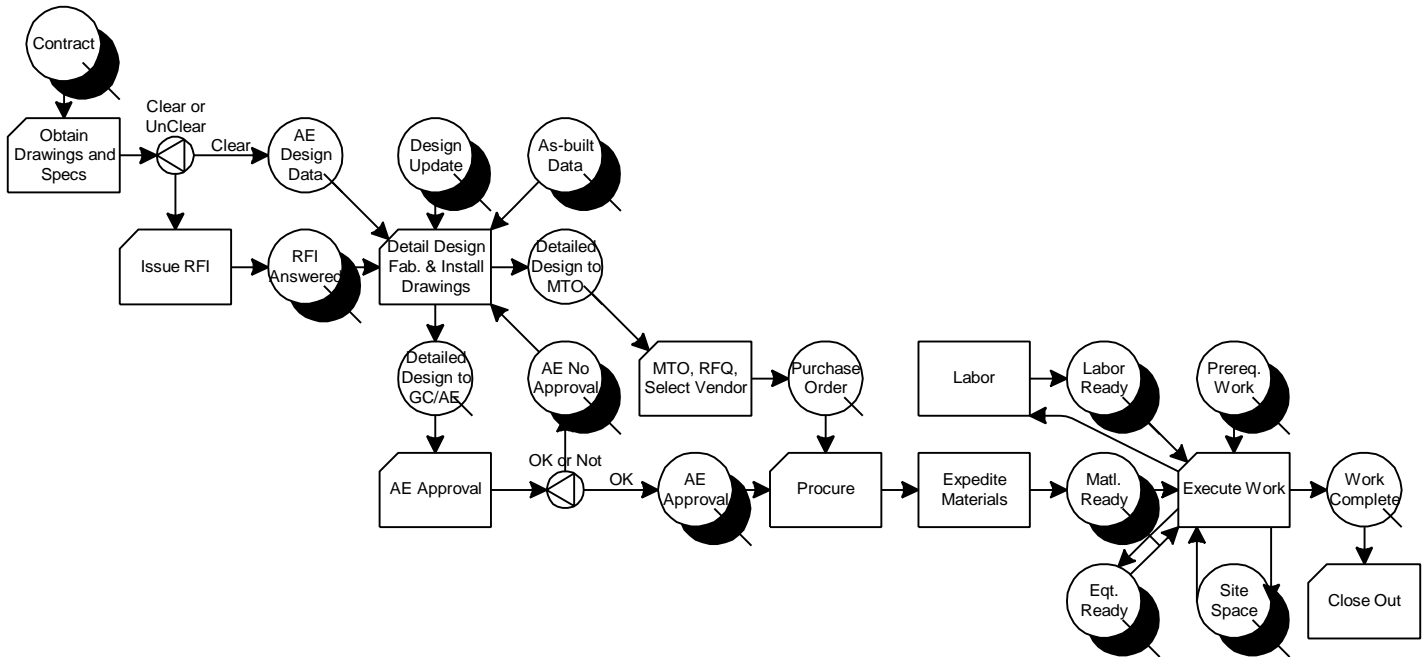 Contract
Obtain
Drawings and
Specs
Clear or
UnClear
Clear
AE
Design
Data
Design
Update
As-built
Data
Issue RFI
RFI
Answered
Detail Design
Fab. & Install
Drawings
Detailed
Design to
MTO
Detailed
Design to
GC/AE
AE No
Approval
MTO, RFQ,
Select Vendor
Purchase
Order
Labor
Labor
Ready
Prereq.
Work
AE Approval
OK or Not
OK
AE
Approval
Procure
Expedite
Materials
Matl.
Ready
Execute Work
Work
Complete
Eqt.
Ready
Site
Space
Close Out